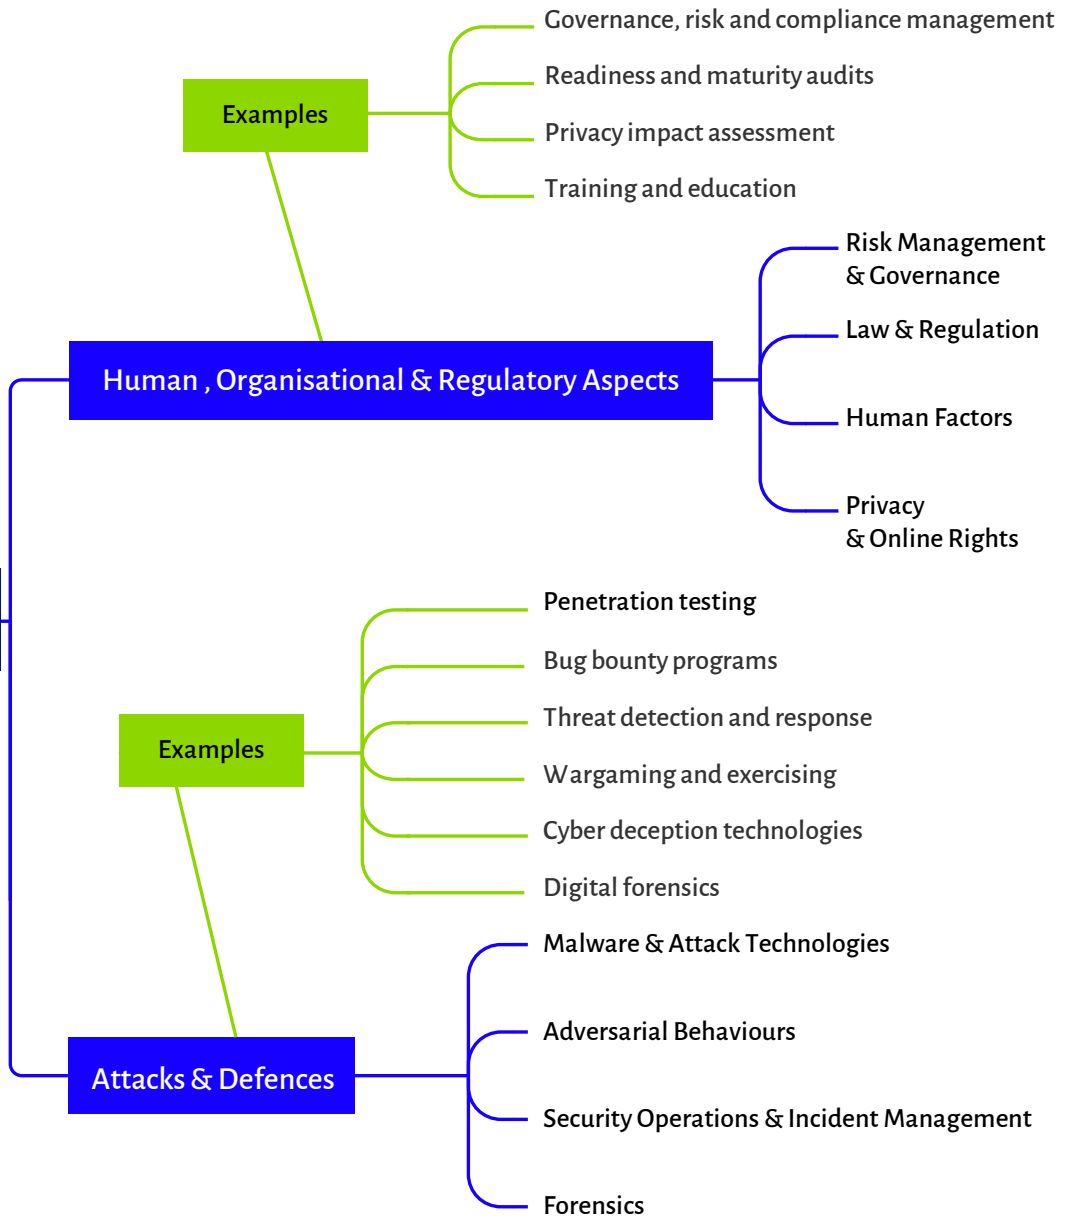 Governance, risk and compliance management
Readiness and maturity audits
Examples
Privacy impact assessment
Training and education
Risk Management
& Governance
Law & Regulation
Human , Organisational & Regulatory Aspects
Human Factors
Privacy
& Online Rights
Penetration testing
Bug bounty programs
Threat detection and response
Examples
Wargaming and exercising
Cyber deception technologies
Digital forensics
Malware & Attack Technologies
Adversarial Behaviours
Attacks & Defences
Security Operations & Incident Management
Forensics